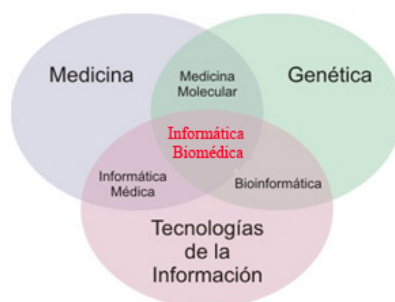 Medicina
Medicina
Molecular
Genética
Informática
Biomédica
Informática
Médica
Bioinformática
Tecnologías
de la
Información